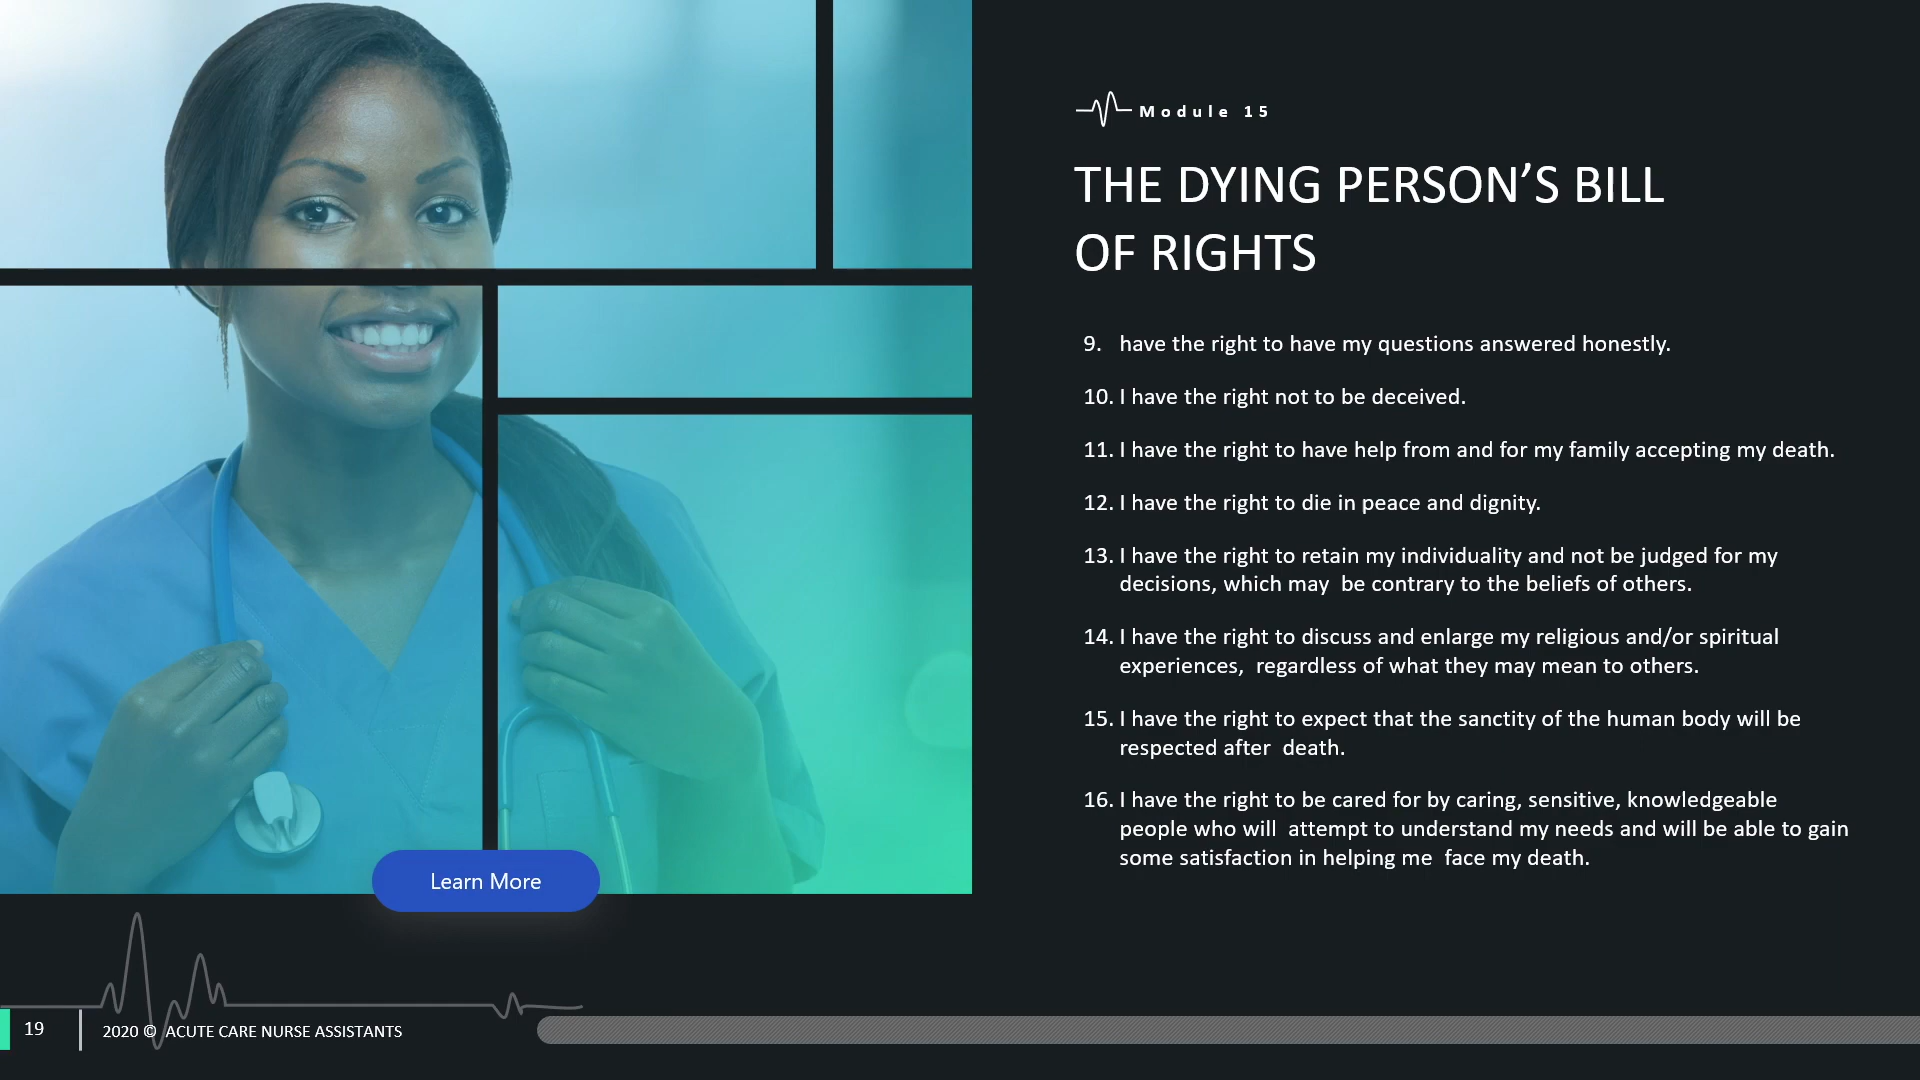 Module 15
THE DYING PERSON’S BILL
OF RIGHTS
9. have the right to have my questions answered honestly.
10. I have the right not to be deceived.
11. I have the right to have help from and for my family accepting my death.
12. I have the right to die in peace and dignity.
13. I have the right to retain my individuality and not be judged for my
decisions, which may  be contrary to the beliefs of others.
14. I have the right to discuss and enlarge my religious and/or spiritual
experiences,  regardless of what they may mean to others.
15. I have the right to expect that the sanctity of the human body will be
respected after  death.
16. I have the right to be cared for by caring, sensitive, knowledgeable
people who will  attempt to understand my needs and will be able to gain
some satisfaction in helping me  face my death.
Learn More
19
2020 ©  ACUTE CARE NURSE ASSISTANTS